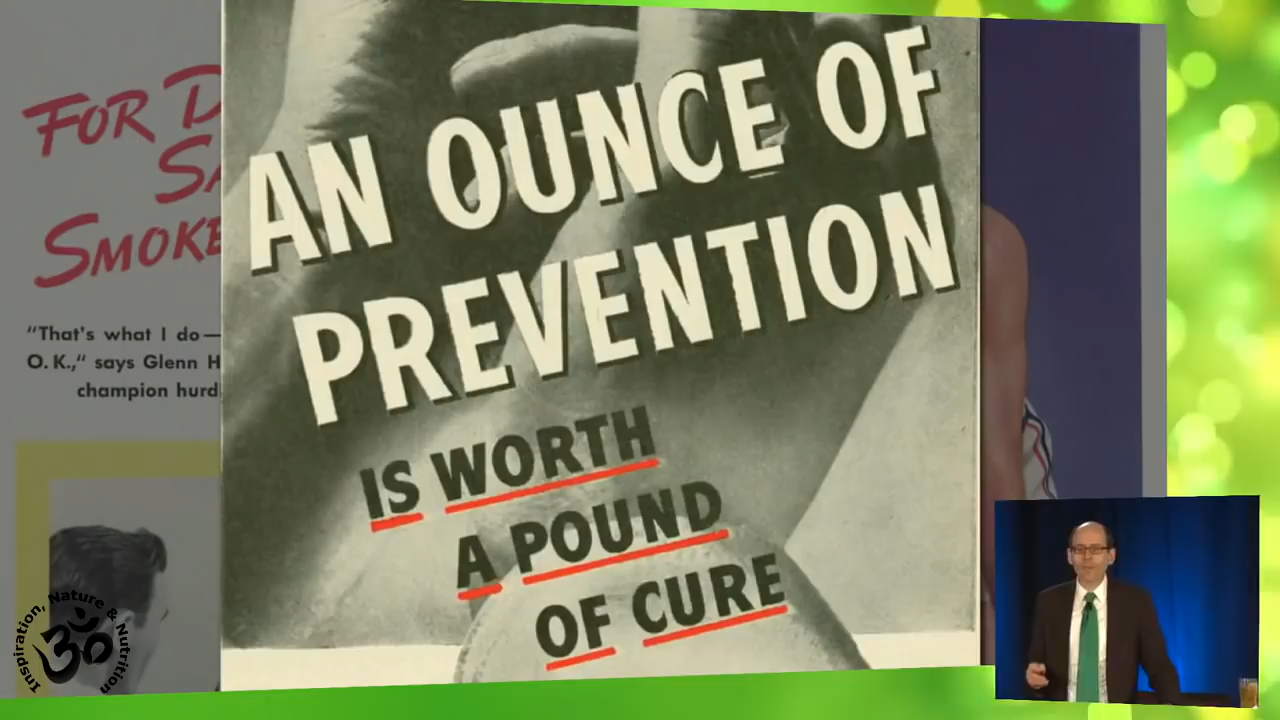 FOR D
SA
SMOKE
"That's what I do—
O.K.," says Glenn H
champion hurd
AN OUNCE OF
PREVENTION
IS WORTH
A POUND
OF CURE
Inspiration, Nature & Nutrition
ॐ